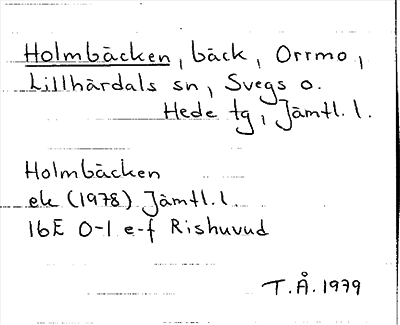 Holmbäcken, bäck, Orrmo,
Lillhärdals sn, Svegs o.
Hede tg, Jämtl. l.
Holmbäcken
ek (1978) Jämtl. l.
16E 0-1 e-f Rishuvud
T.Å. 1979